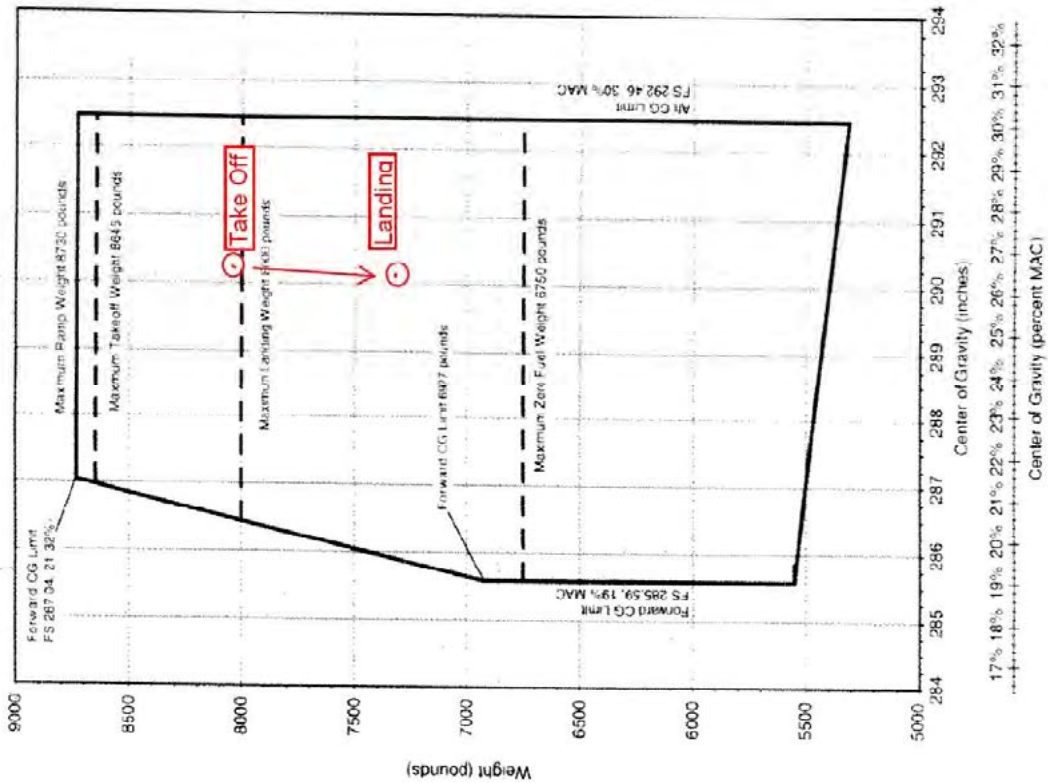 Forward CG Limit
FS 287.04, 21.32%
Maximum Ramp Weight 8730 pounds
Maximum Takeoff Weight 8645 pounds
Take Off
Maximum Landing Weight 8000 pounds
Landing
Forward CG Limit 6927 pounds
Maximum Zero Fuel Weight 6750 pounds
Aft CG Limit
FS 292.46, 30% MAC
Forward CG Limit
FS 285.59, 19% MAC
Weight (pounds)
9000
8500
8000
7500
7000
6500
6000
5500
5000
284 285 286 287 288 289 290 291 292 293 294
Center of Gravity (inches)
17% 18% 19% 20% 21% 22% 23% 24% 25% 26% 27% 28% 29% 30% 31% 32%
Center of Gravity (percent MAC)